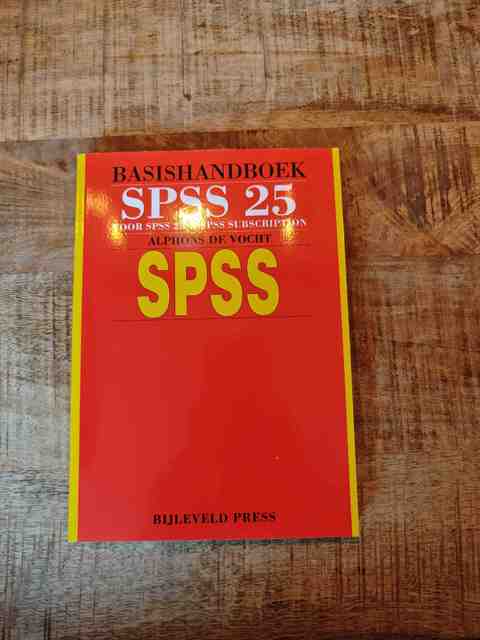 BASISHANDBOEK
SPSS 25
VOOR SPSS SPSS SUBSCRIPTION
ALPHONS DE VOCHT
SPSS
BIJLEVELD PRESS